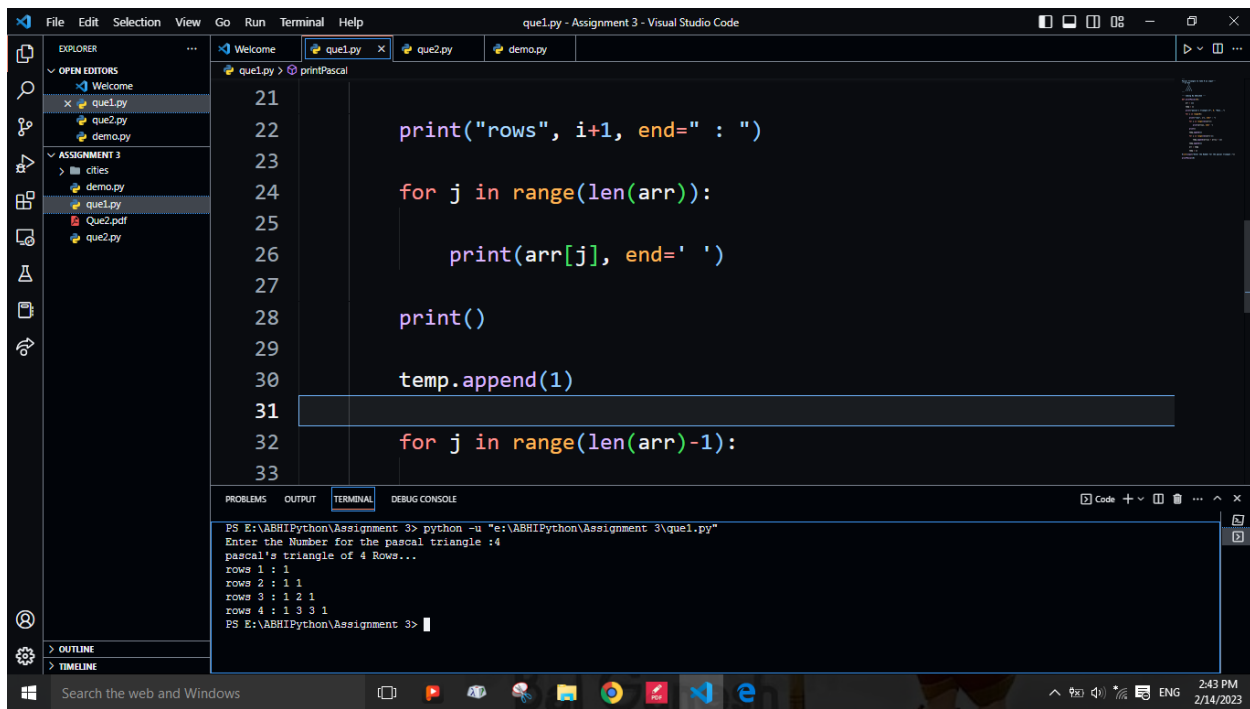 File Edit Selection View Go Run Terminal Help
que1.py - Assignment 3 - Visual Studio Code
EXPLORER
OPEN EDITORS
Welcome
que1.py
que2.py
demo.py
ASSIGNMENT 3
cities
demo.py
que1.py
Que2.pdf
que2.py
OUTLINE
TIMELINE
Welcome que1.py que2.py demo.py
que1.py > printPascal
21
22 print("rows", i+1, end=" : ")
23
24 for j in range(len(arr)):
25
26 print(arr[j], end=' ')
27
28 print()
29
30 temp.append(1)
31
32 for j in range(len(arr)-1):
33
PROBLEMS OUTPUT TERMINAL DEBUG CONSOLE
Code
PS E:\ABHIPython\Assignment 3> python -u "e:\ABHIPython\Assignment 3\que1.py"
Enter the Number for the pascal triangle :4
pascal's triangle of 4 Rows...
rows 1 : 1
rows 2 : 1 1
rows 3 : 1 2 1
rows 4 : 1 3 3 1
PS E:\ABHIPython\Assignment 3>
Search the web and Windows
PDF
ENG
2:43 PM
2/14/2023